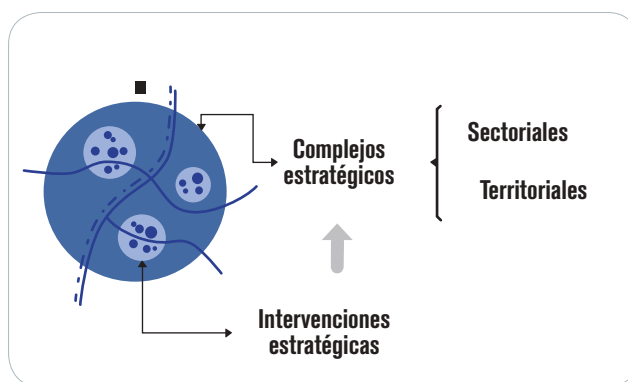 Complejos
estratégicos
Sectoriales
Territoriales
Intervenciones
estratégicas